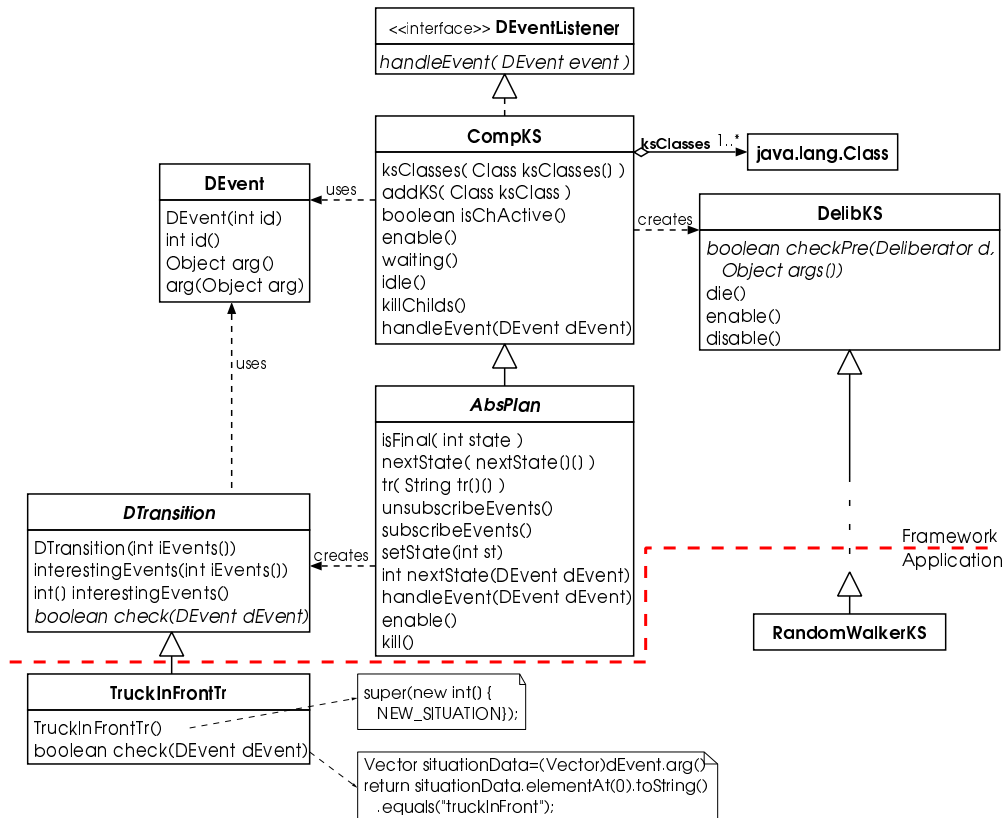 <<interface>> DEventListener
handleEvent( DEvent event )
CompKS
ksClasses( Class ksClasses[] )
addKS( Class ksClass )
boolean isChActive()
enable()
waiting()
idle()
killChilds()
handleEvent(DEvent dEvent)
ksClasses 1..*
java.lang.Class
DEvent
DEvent(int id)
int id()
Object arg()
arg(Object arg)
uses
creates
DelibKS
boolean checkPre(Deliberator d,
Object args[])
die()
enable()
disable()
uses
AbsPlan
isFinal( int state )
nextState( nextState[][] )
tr( String tr[][] )
unsubscribeEvents()
subscribeEvents()
setState(int st)
int nextState(DEvent dEvent)
handleEvent(DEvent dEvent)
enable()
kill()
DTransition
DTransition(int iEvents[])
interestingEvents(int iEvents[])
int[] interestingEvents()
boolean check(DEvent dEvent)
creates
Framework
Application
RandomWalkerKS
TruckInFrontTr
TruckInFrontTr()
boolean check(DEvent dEvent)
super(new int[] {
NEW_SITUATION});
Vector situationData=(Vector)dEvent.arg()
return situationData.elementAt(0).toString()
.equals("truckInFront");